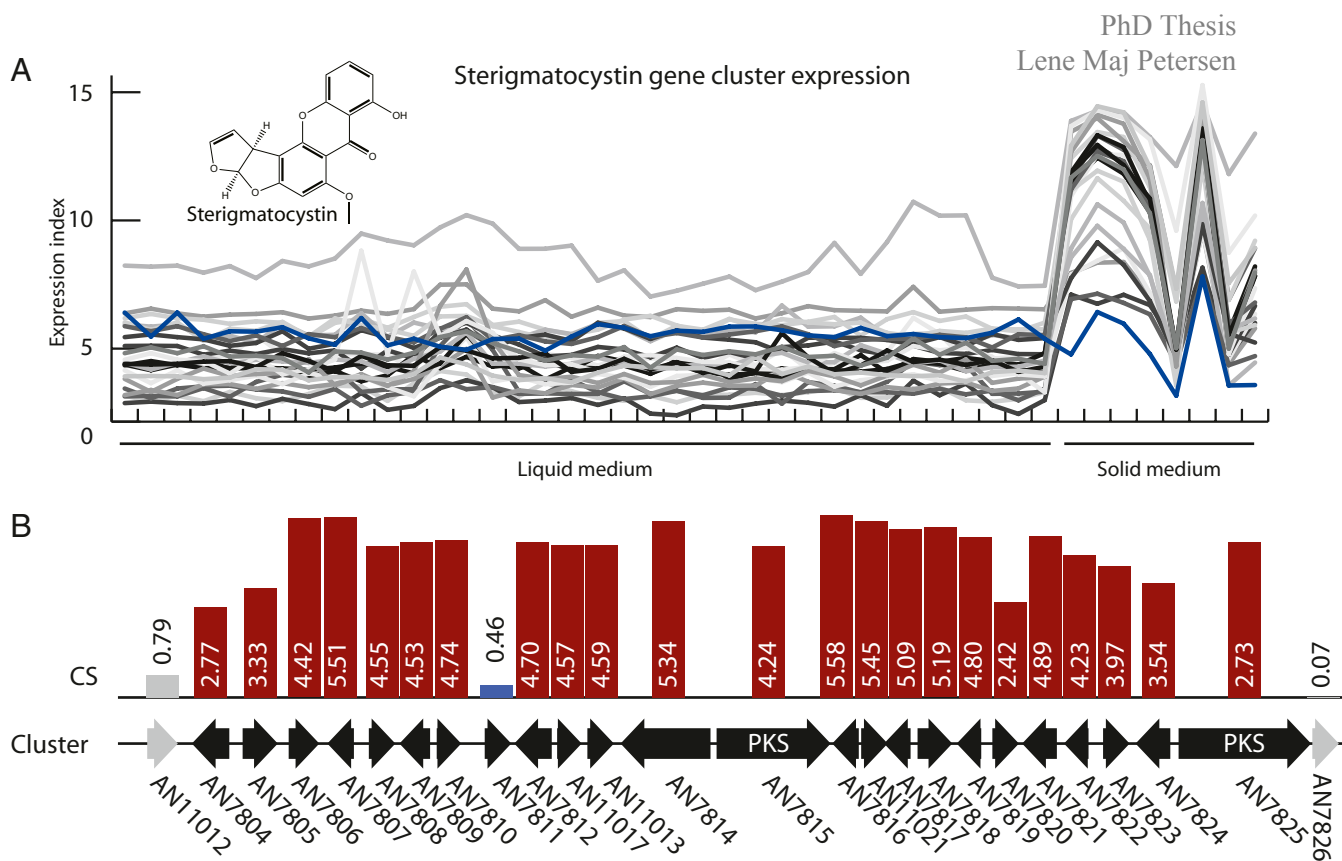 PhD Thesis
Lene Maj Petersen
A
Sterigmatocystin gene cluster expression
15
10
5
0
Expression index
H
O
O
H
O
O
OH
O
Sterigmatocystin
Liquid medium
Solid medium
B
CS
0.79
2.77
3.33
4.42
5.51
4.55
4.53
4.74
0.46
4.70
4.57
4.59
5.34
4.24
5.58
5.45
5.09
5.19
4.80
2.42
4.89
4.23
3.97
3.54
2.73
0.07
Cluster
PKS
PKS
AN11012
AN7804
AN7805
AN7806
AN7807
AN7808
AN7809
AN7810
AN7811
AN7812
AN11017
AN11013
AN7814
AN7815
AN7816
AN11021
AN7817
AN7818
AN7819
AN7820
AN7821
AN7822
AN7823
AN7824
AN7825
AN7826